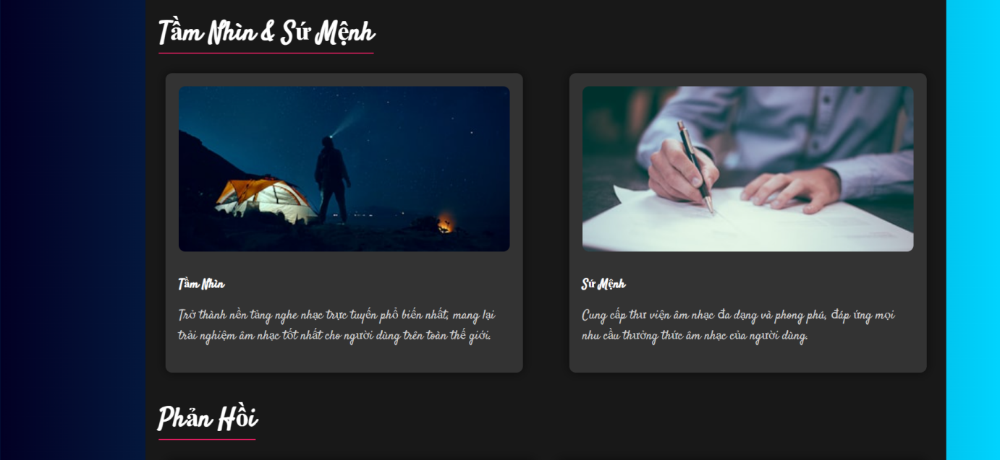 Tầm Nhìn & Sứ Mệnh
Tầm Nhìn
Trở thành nền tảng nghe nhạc trực tuyến phổ biến nhất, mang lại
trải nghiệm âm nhạc tốt nhất cho người dùng trên toàn thế giới.
Sứ Mệnh
Cung cấp thư viện âm nhạc đa dạng và phong phú, đáp ứng mọi
nhu cầu thưởng thức âm nhạc của người dùng.
Phản Hồi